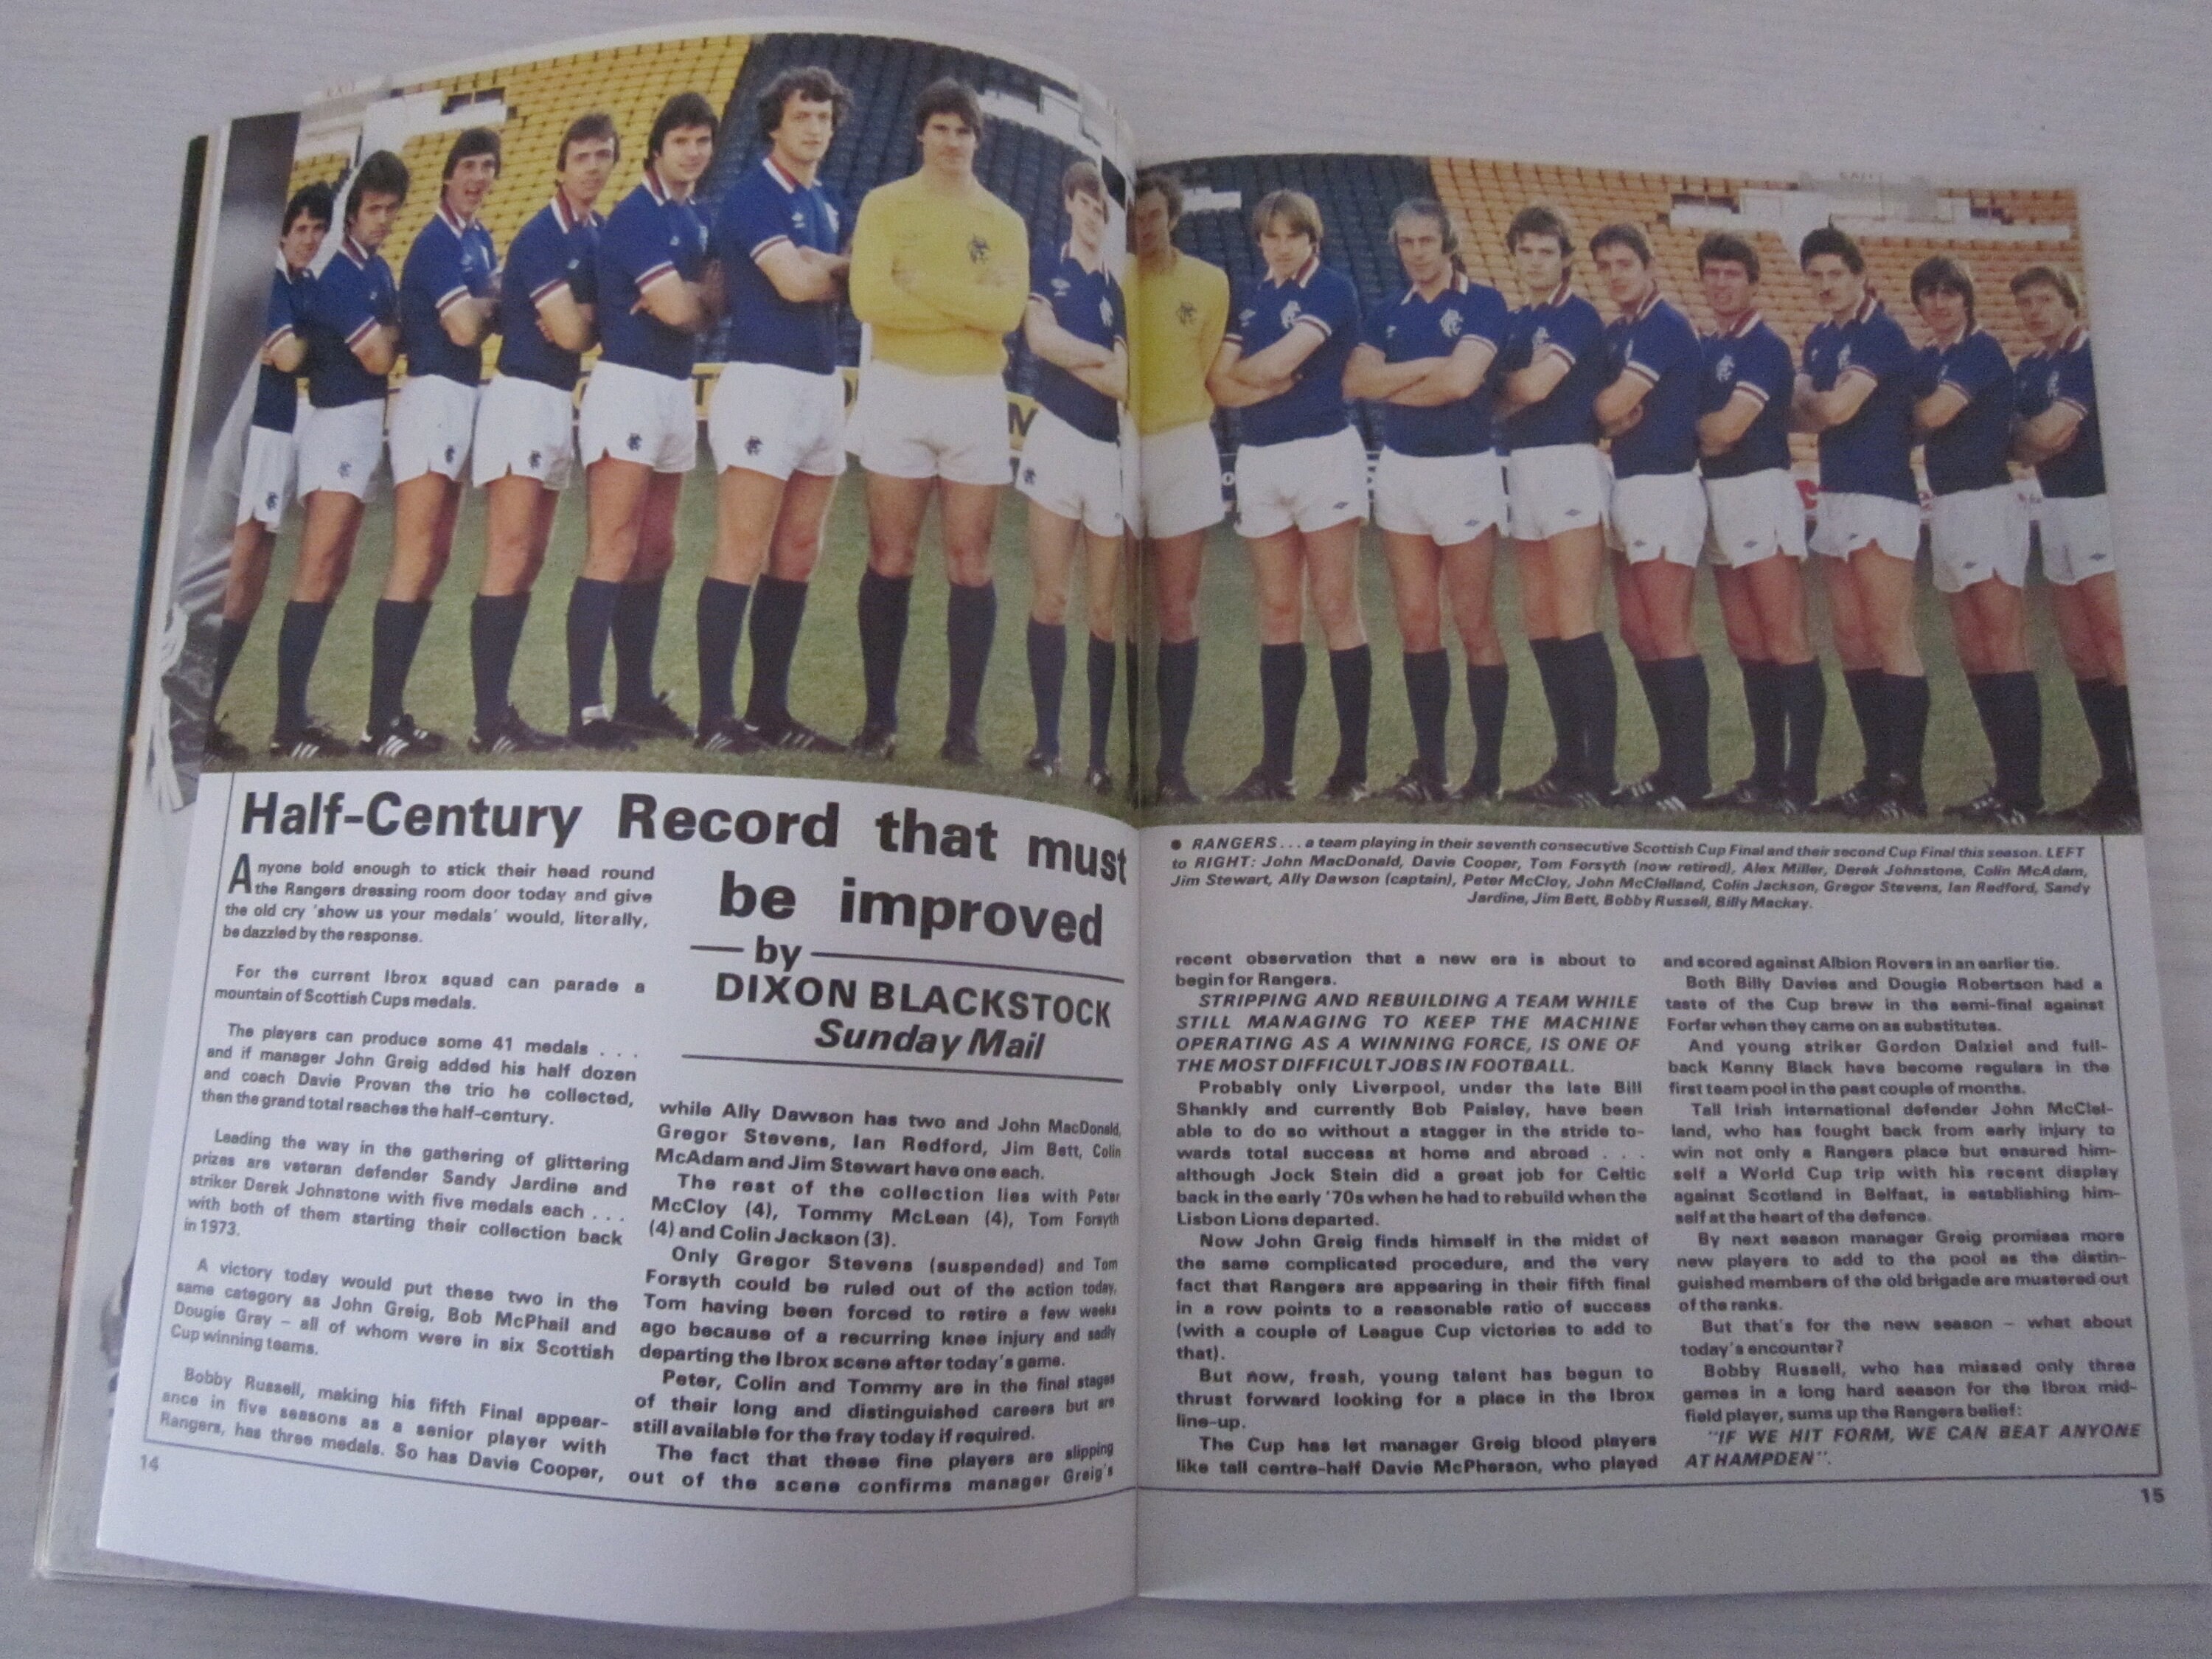 Half-Century Record that must
be improved
by
DIXON BLACKSTOCK
Sunday Mail
Anyone bold enough to stick their head round
the Rangers dressing room door today and give
the old cry 'show us your medals' would, literally,
be dazzled by the response.
For the current Ibrox squad can parade a
mountain of Scottish Cups medals.
The players can produce some 41 medals . . .
and if manager John Greig added his half dozen
and coach Davie Provan the trio he collected,
then the grand total reaches the half-century.
Leading the way in the gathering of glittering
prizes are veteran defender Sandy Jardine and
striker Derek Johnstone with five medals each . . .
with both of them starting their collection back
in 1973.
A victory today would put these two in the
same category as John Greig, Bob McPhail and
Dougie Gray – all of whom were in six Scottish
Cup winning teams.
Bobby Russell, making his fifth Final appear-
ance in five seasons as a senior player with
Rangers, has three medals. So has Davie Cooper,
14
while Ally Dawson has two and John MacDonald,
Gregor Stevens, Ian Redford, Jim Bett, Colin
McAdam and Jim Stewart have one each.
The rest of the collection lies with Peter
McCloy (4), Tommy McLean (4), Tom Forsyth
(4) and Colin Jackson (3).
Only Gregor Stevens (suspended) and Tom
Forsyth could be ruled out of the action today,
Tom having been forced to retire a few weeks
ago because of a recurring knee injury and sadly
departing the Ibrox scene after today's game.
Peter, Colin and Tommy are in the final stages
of their long and distinguished careers but are
still available for the fray today if required.
The fact that these fine players are slipping
out of the scene confirms manager Greig's
● RANGERS . . . a team playing in their seventh consecutive Scottish Cup Final and their second Cup Final this season. LEFT
to RIGHT: John MacDonald, Davie Cooper, Tom Forsyth (now retired), Alex Miller, Derek Johnstone, Colin McAdam,
Jim Stewart, Ally Dawson (captain), Peter McCloy, John McClelland, Colin Jackson, Gregor Stevens, Ian Redford, Sandy
Jardine, Jim Bett, Bobby Russell, Billy Mackay.
recent observation that a new era is about to
begin for Rangers.
STRIPPING AND REBUILDING A TEAM WHILE
STILL MANAGING TO KEEP THE MACHINE
OPERATING AS A WINNING FORCE, IS ONE OF
THE MOST DIFFICULT JOBS IN FOOTBALL.
Probably only Liverpool, under the late Bill
Shankly and currently Bob Paisley, have been
able to do so without a stagger in the stride to-
wards total success at home and abroad . . .
although Jock Stein did a great job for Celtic
back in the early '70s when he had to rebuild when the
Lisbon Lions departed.
Now John Greig finds himself in the midst of
the same complicated procedure, and the very
fact that Rangers are appearing in their fifth final
in a row points to a reasonable ratio of success
(with a couple of League Cup victories to add to
that).
But now, fresh, young talent has begun to
thrust forward looking for a place in the Ibrox
line-up.
The Cup has let manager Greig blood players
like tall centre-half Davie McPherson, who played
and scored against Albion Rovers in an earlier tie.
Both Billy Davies and Dougie Robertson had a
taste of the Cup brew in the semi-final against
Forfar when they came on as substitutes.
And young striker Gordon Dalziel and full-
back Kenny Black have become regulars in the
first team pool in the past couple of months.
Tall Irish international defender John McClel-
land, who has fought back from early injury to
win not only a Rangers place but ensured him-
self a World Cup trip with his recent display
against Scotland in Belfast, is establishing him-
self at the heart of the defence.
By next season manager Greig promises more
new players to add to the pool as the distin-
guished members of the old brigade are mustered out
of the ranks.
But that's for the new season – what about
today's encounter?
Bobby Russell, who has missed only three
games in a long hard season for the Ibrox mid-
field player, sums up the Rangers belief:
"IF WE HIT FORM, WE CAN BEAT ANYONE
AT HAMPDEN".
15